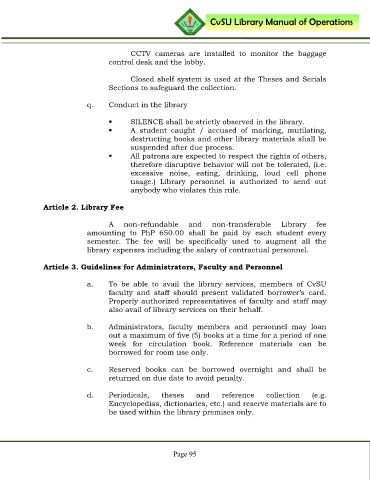 CvSU Library Manual of Operations
CCTV cameras are installed to monitor the baggage
control desk and the lobby.
Closed shelf system is used at the Theses and Serials
Sections to safeguard the collection.
q. Conduct in the library
▪ SILENCE shall be strictly observed in the library.
▪ A student caught / accused of marking, mutilating,
destructing books and other library materials shall be
suspended after due process.
▪ All patrons are expected to respect the rights of others,
therefore disruptive behavior will not be tolerated, (i.e.
excessive noise, eating, drinking, loud cell phone
usage.) Library personnel is authorized to send out
anybody who violates this rule.
Article 2. Library Fee
A non-refundable and non-transferable Library fee
amounting to PhP 650.00 shall be paid by each student every
semester. The fee will be specifically used to augment all the
library expenses including the salary of contractual personnel.
Article 3. Guidelines for Administrators, Faculty and Personnel
a. To be able to avail the library services, members of CvSU
faculty and staff should present validated borrower's card.
Properly authorized representatives of faculty and staff may
also avail of library services on their behalf.
b. Administrators, faculty members and personnel may loan
out a maximum of five (5) books at a time for a period of one
week for circulation book. Reference materials can be
borrowed for room use only.
c. Reserved books can be borrowed overnight and shall be
returned on due date to avoid penalty.
d. Periodicals, theses and reference collection (e.g.
Encyclopedias, dictionaries, etc.) and reserve materials are to
be used within the library premises only.
Page 95